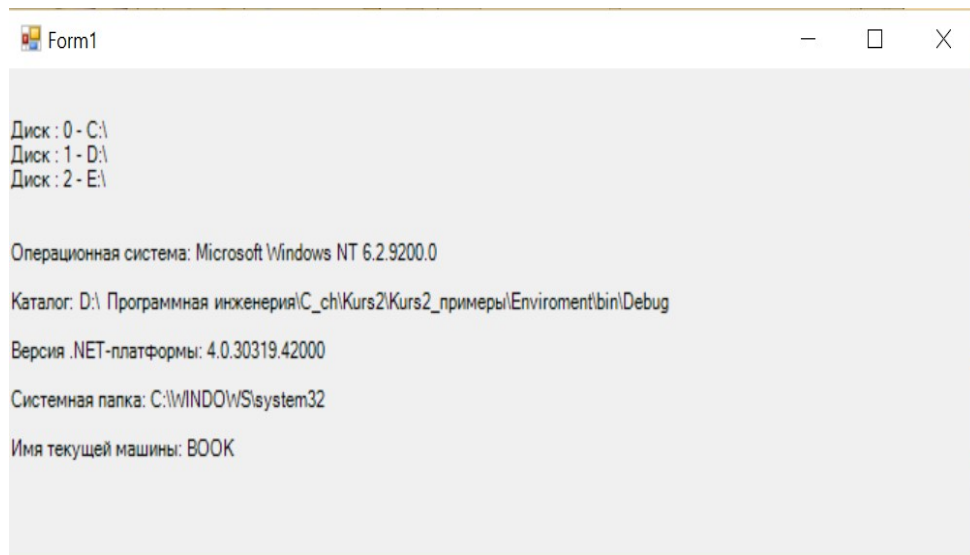 Form1
Диск : 0 - C:\
Диск : 1 - D:\
Диск : 2 - E:\
Операционная система: Microsoft Windows NT 6.2.9200.0
Каталог: D:\ Программная инженерия\C_ch\Kurs2\Kurs2_примеры\Enviroment\bin\Debug
Версия .NET-платформы: 4.0.30319.42000
Системная папка: C:\WINDOWS\system32
Имя текущей машины: BOOK